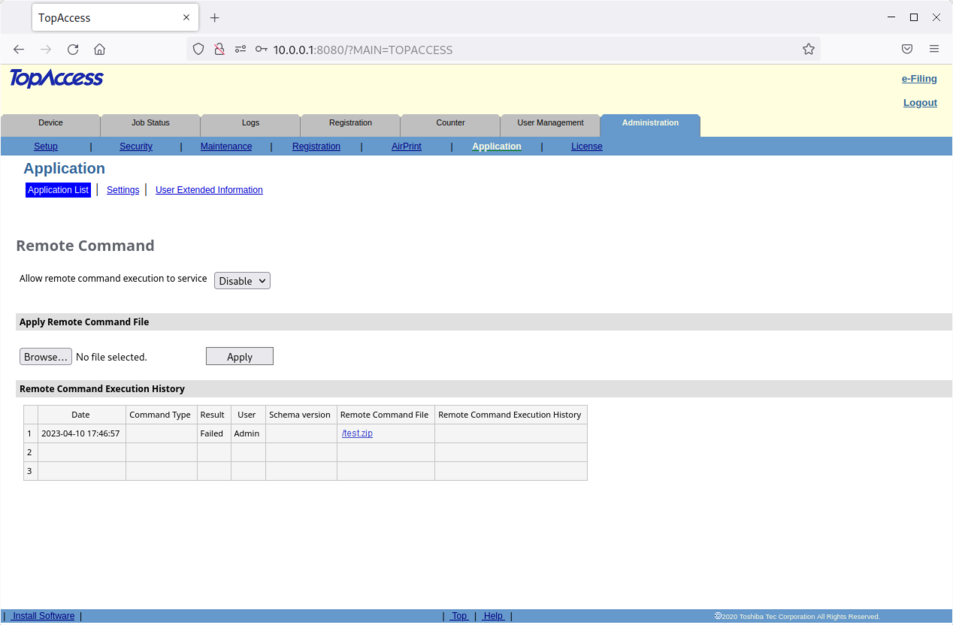 TopAccess
10.0.0.1:8080/?MAIN=TOPACCESS
TopAccess
e-Filing
Logout
Device Job Status Logs Registration Counter User Management Administration
Setup | Security | Maintenance | Registration | AirPrint | Application | License
Application
Application List | Settings | User Extended Information
Remote Command
Allow remote command execution to service Disable
Apply Remote Command File
Browse... No file selected. Apply
Remote Command Execution History
Date Command Type Result User Schema version Remote Command File Remote Command Execution History
1 2023-04-10 17:46:57 Failed Admin /test.zip
2
3
| Install Software | | Top | Help | ©2020 Toshiba Tec Corporation All Rights Reserved.